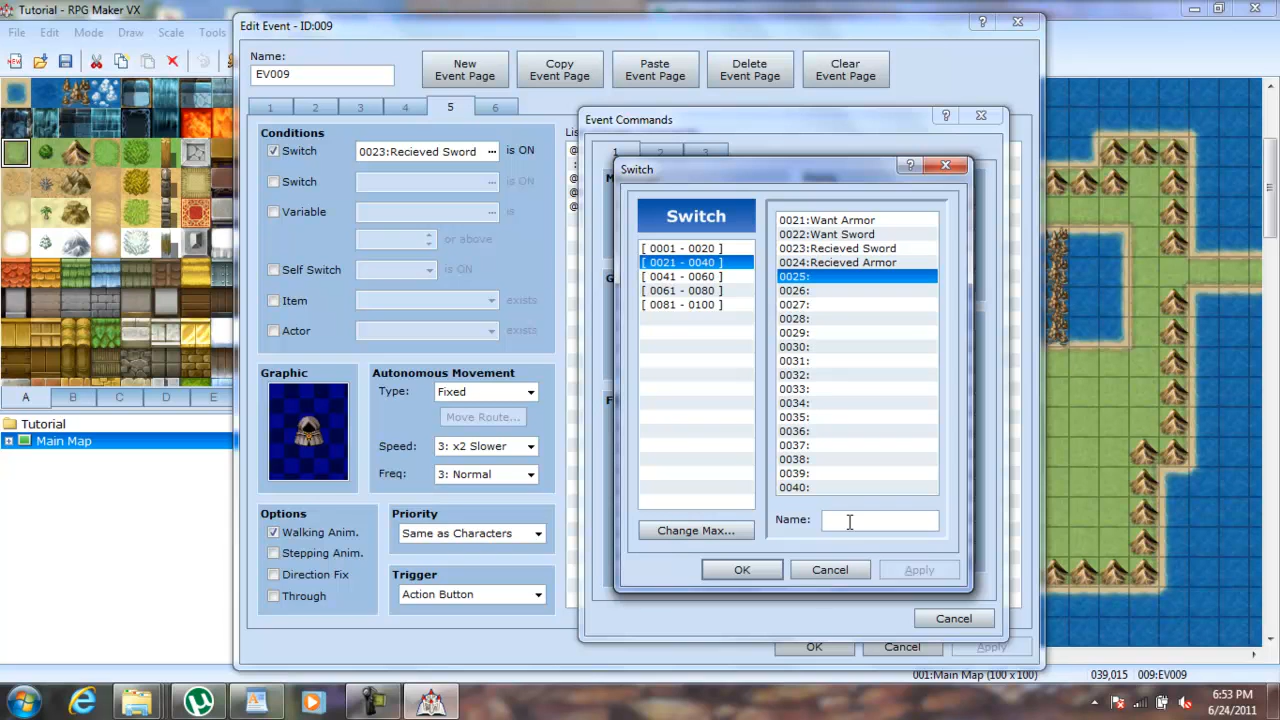 Tutorial - RPG Maker VX
File Edit Mode Draw Scale Tools
NEW
A B C D E
Tutorial
Main Map
Edit Event - ID:009
Name:
EV009
New Event Page
Copy Event Page
Paste Event Page
Delete Event Page
Clear Event Page
1 2 3 4 5 6
Conditions
Switch 0023:Recieved Sword ... is ON
Switch ... is ON
Variable ... is
or above
Self Switch is ON
Item exists
Actor exists
Graphic
Autonomous Movement
Type: Fixed
Move Route...
Speed: 3: x2 Slower
Freq: 3: Normal
Options
Walking Anim.
Stepping Anim.
Direction Fix
Through
Priority
Same as Characters
Trigger
Action Button
OK Cancel Apply
Event Commands
1 2 3
Cancel
Switch
Switch
[ 0001 - 0020 ]
[ 0021 - 0040 ]
[ 0041 - 0060 ]
[ 0061 - 0080 ]
[ 0081 - 0100 ]
Change Max...
0021:Want Armor
0022:Want Sword
0023:Recieved Sword
0024:Recieved Armor
0025:
0026:
0027:
0028:
0029:
0030:
0031:
0032:
0033:
0034:
0035:
0036:
0037:
0038:
0039:
0040:
Name:
OK Cancel Apply
001:Main Map (100 x 100) 039,015 009:EV009
6:53 PM
6/24/2011